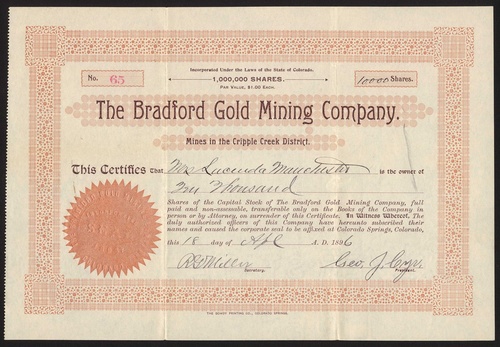 Incorporated Under the Laws of the State of Colorado.
No. 65
1,000,000 SHARES.
10000 Shares.
PAR VALUE, $1.00 EACH.
The Bradford Gold Mining Company.
Mines in the Cripple Creek District.
This Certifies That Mrs Lucinda Manchester is the owner of
Ten Thousand
Shares of the Capital Stock of The Bradford Gold Mining Company, full
paid and non-assessable, transferable only on the Books of the Company in
person or by Attorney, on surrender of this Certificate. In Witness Whereof, The
duly authorized officers of this Company have hereunto subscribed their
names and caused the corporate seal to be affixed at Colorado Springs, Colorado,
this 18 day of Apl A. D. 1896
Secretary.
Geo. J. Cyr.
President.